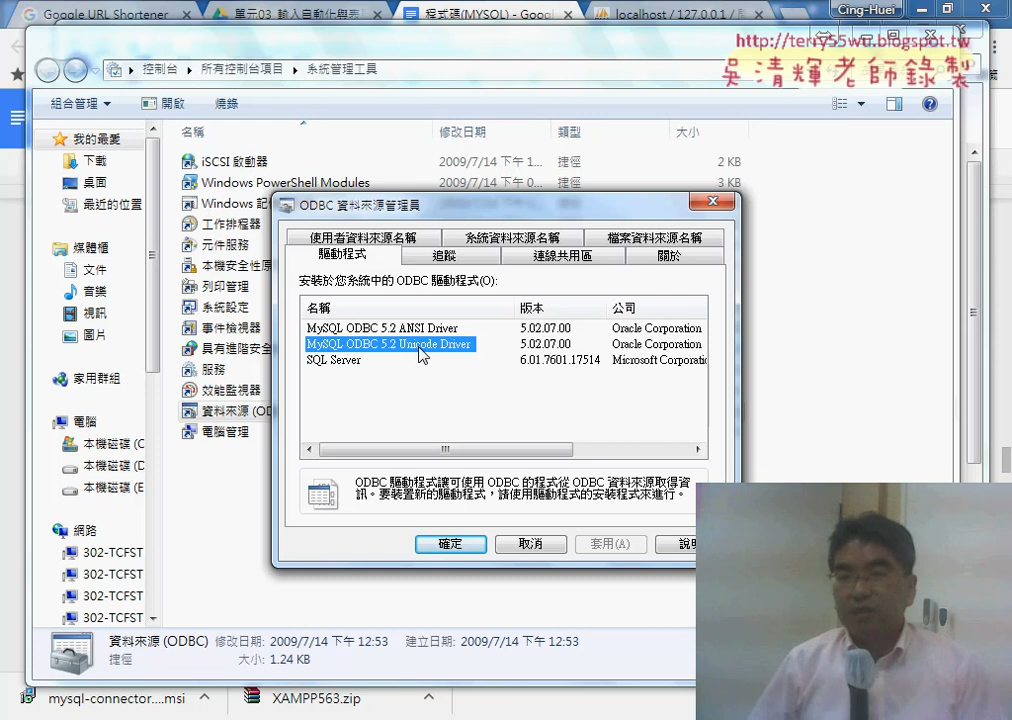 Google URL Shortener
單元03_輸入自動化與表
程式碼(MYSQL) - Goo
localhost / 127.0.0.1 /
Cing-Huei
http://terry55wu.blogspot.tw
吳清輝老師錄製
控制台 ▸ 所有控制台項目 ▸ 系統管理工具
組合管理 開啟 燒錄
我的最愛
下載
桌面
最近的位置
媒體櫃
文件
音樂
視訊
圖片
家用群組
電腦
本機磁碟 (C
本機磁碟 (D
本機磁碟 (E
網路
302-TCFST
302-TCFST
302-TCFST
302-TCFST
名稱 修改日期 類型 大小
iSCSI 啟動器 2009/7/14 下午 1... 捷徑 2 KB
Windows PowerShell Modules 2009/7/14 下午 0... 捷徑 3 KB
Windows 記
工作排程器
元件服務
本機安全性原
列印管理
系統設定
事件檢視器
具有進階安全
服務
效能監視器
資料來源 (OD
電腦管理
ODBC 資料來源管理員
使用者資料來源名稱 系統資料來源名稱 檔案資料來源名稱
驅動程式 追蹤 連線共用區 關於
安裝於您系統中的 ODBC 驅動程式(O):
名稱 版本 公司
MySQL ODBC 5.2 ANSI Driver 5.02.07.00 Oracle Corporation
MySQL ODBC 5.2 Unicode Driver 5.02.07.00 Oracle Corporation
SQL Server 6.01.7601.17514 Microsoft Corporati
ODBC 驅動程式讓可使用 ODBC 的程式從 ODBC 資料來源取得資
訊。要裝置新的驅動程式，請使用驅動程式的安裝程式來進行。
確定 取消 套用(A) 說明
資料來源 (ODBC) 修改日期: 2009/7/14 下午 12:53 建立日期: 2009/7/14 下午 12:53
捷徑 大小: 1.24 KB
mysql-connector....msi XAMPP563.zip